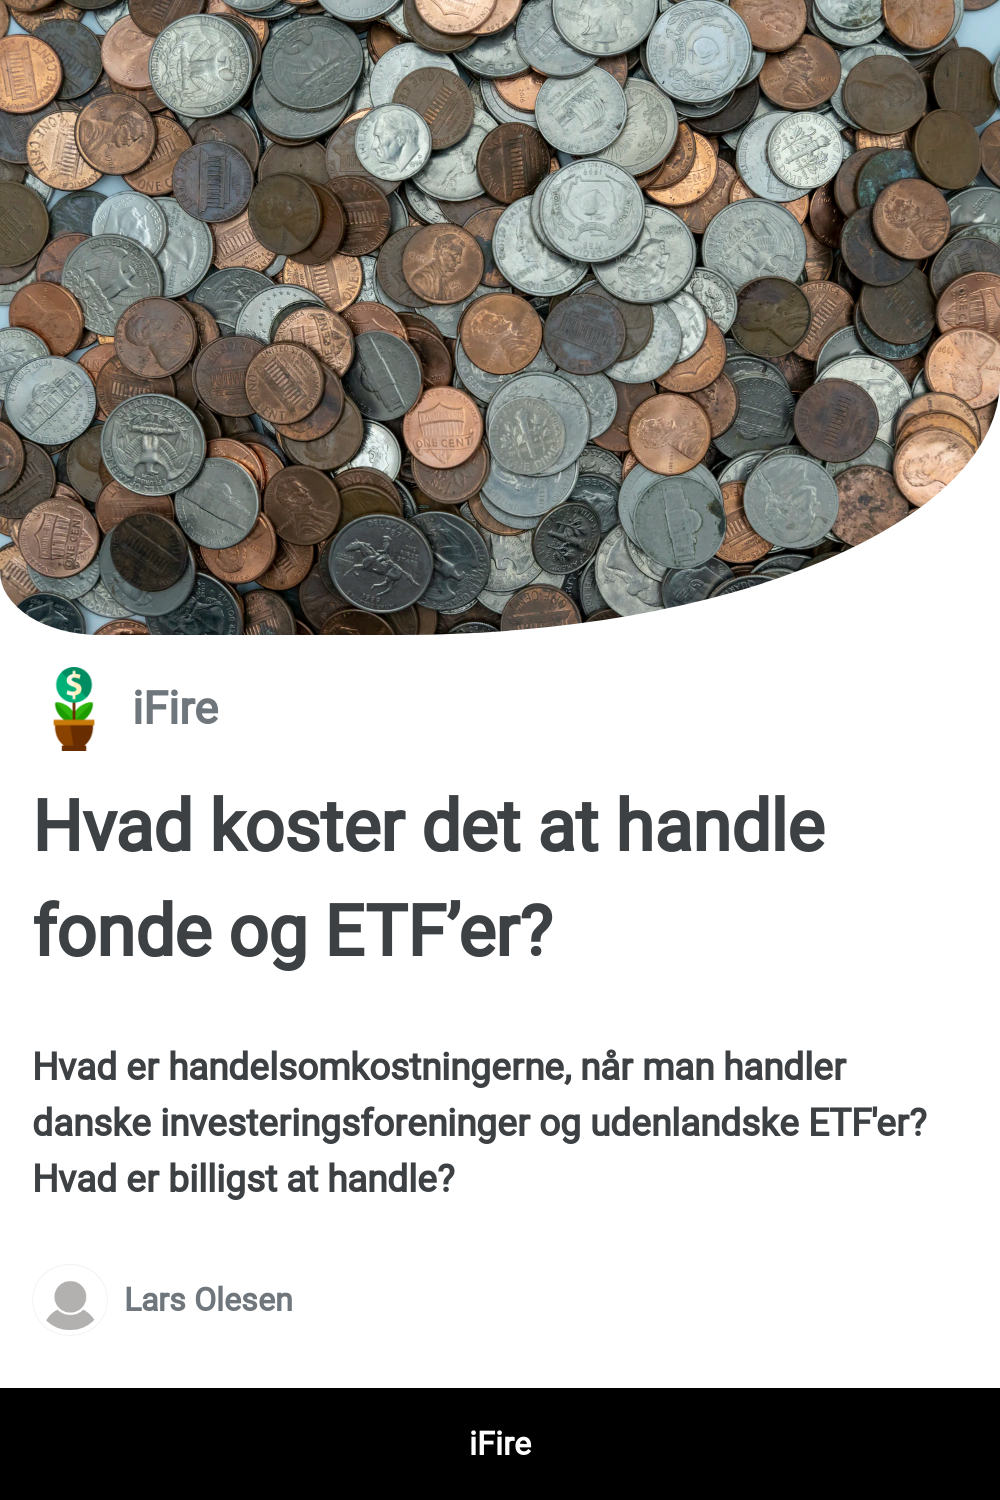 iFire
Hvad koster det at handle
fonde og ETF’er?
Hvad er handelsomkostningerne, når man handler
danske investeringsforeninger og udenlandske ETF'er?
Hvad er billigst at handle?
Lars Olesen
iFire